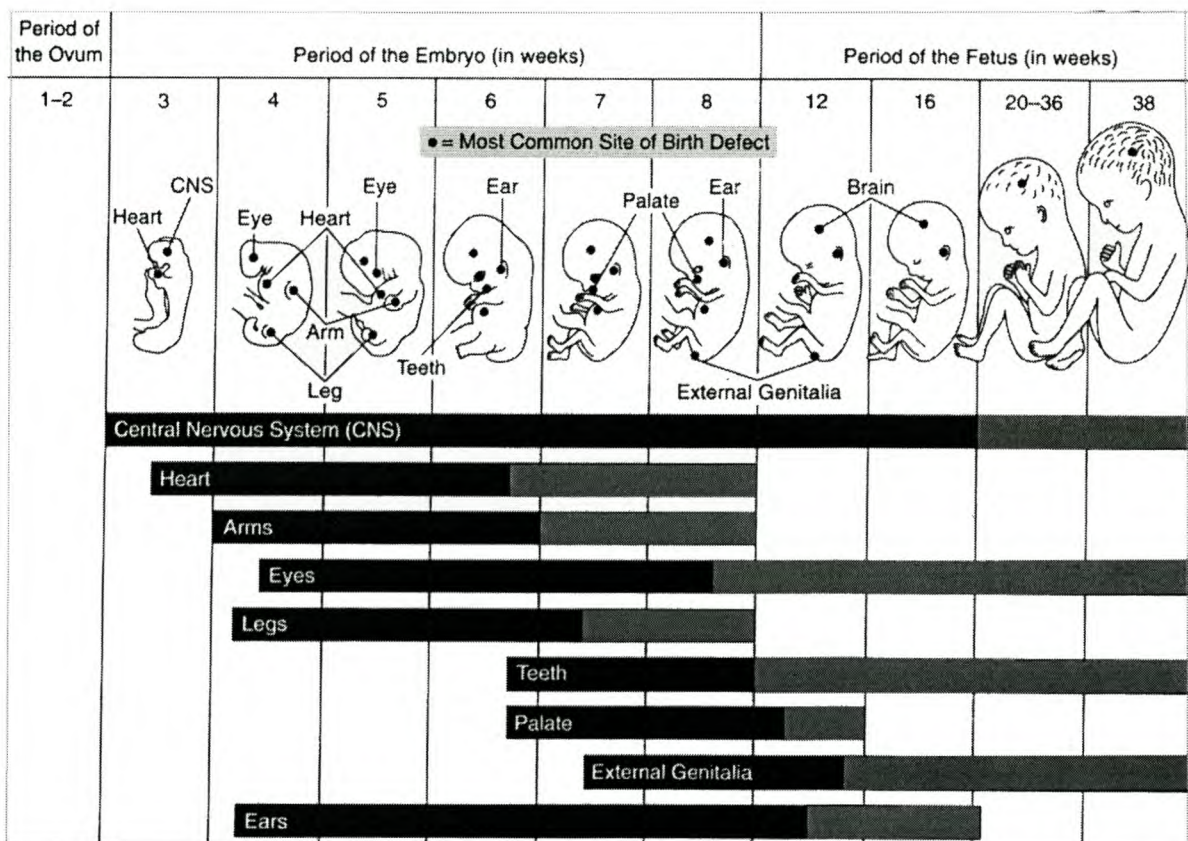 Period of
the Ovum
Period of the Embryo (in weeks)
Period of the Fetus (in weeks)
1–2
3
4
5
6
7
8
12
16
20–36
38
• = Most Common Site of Birth Defect
CNS
Heart
Eye
Heart
Eye
Ear
Palate
Ear
Brain
Arm
Leg
Teeth
External Genitalia
Central Nervous System (CNS)
Heart
Arms
Eyes
Legs
Teeth
Palate
External Genitalia
Ears